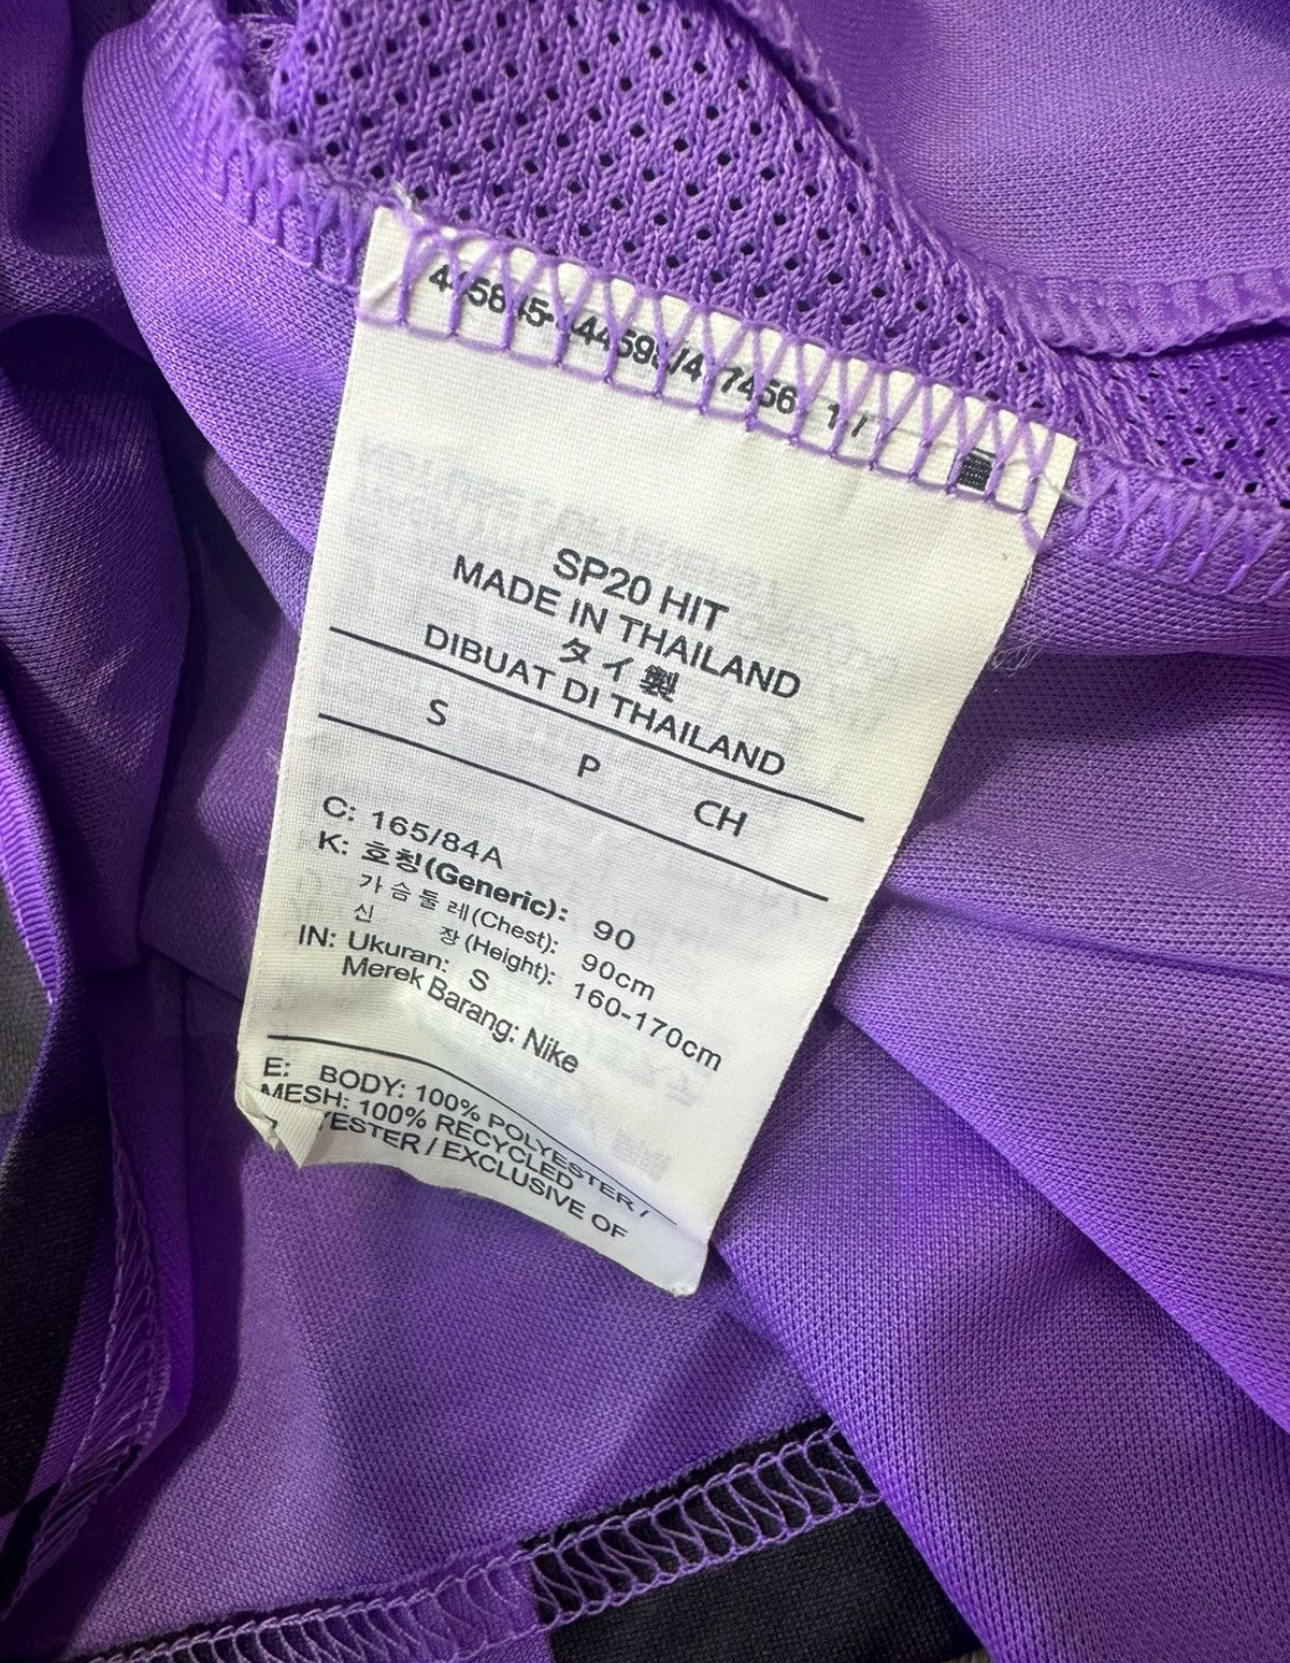 SP20 HIT
MADE IN THAILAND
タイ製
DIBUAT DI THAILAND
S P CH
C: 165/84A
K: 호칭(Generic): 90
가슴둘레(Chest): 90cm
신 장(Height): 160-170cm
IN: Ukuran: S
Merek Barang: Nike
E: BODY: 100% POLYESTER /
MESH: 100% RECYCLED
YESTER / EXCLUSIVE OF